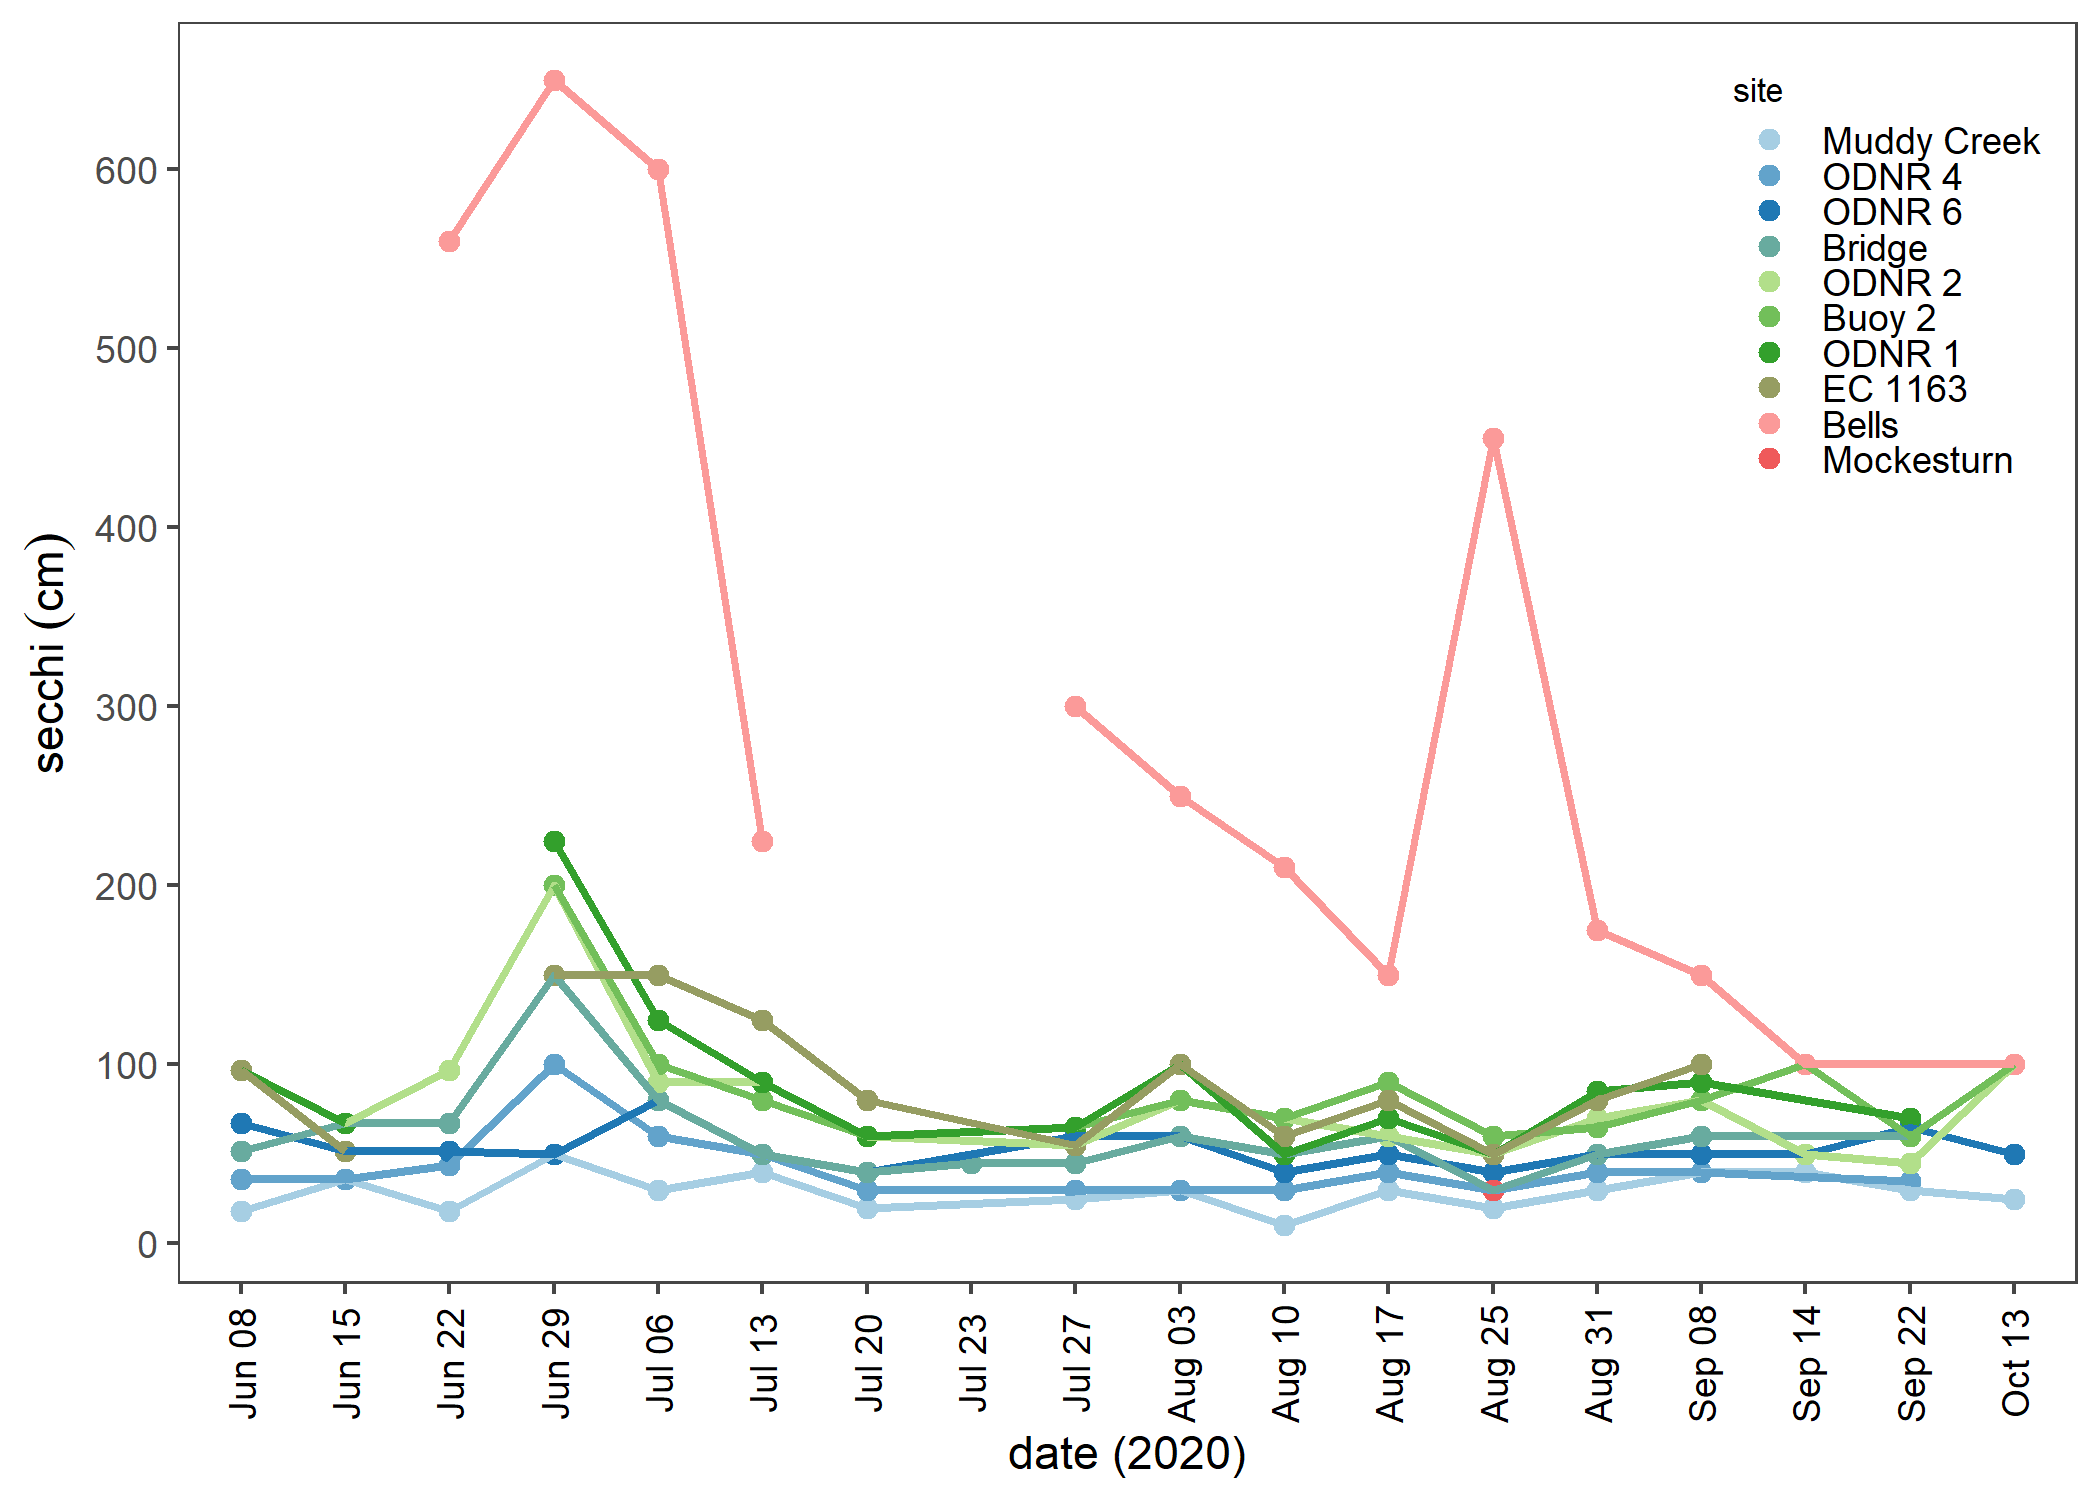 site
Muddy Creek
ODNR 4
ODNR 6
Bridge
ODNR 2
Buoy 2
ODNR 1
EC 1163
Bells
Mockesturn
secchi (cm)
600
500
400
300
200
100
0
Jun 08
Jun 15
Jun 22
Jun 29
Jul 06
Jul 13
Jul 20
Jul 23
Jul 27
Aug 03
Aug 10
Aug 17
Aug 25
Aug 31
Sep 08
Sep 14
Sep 22
Oct 13
date (2020)